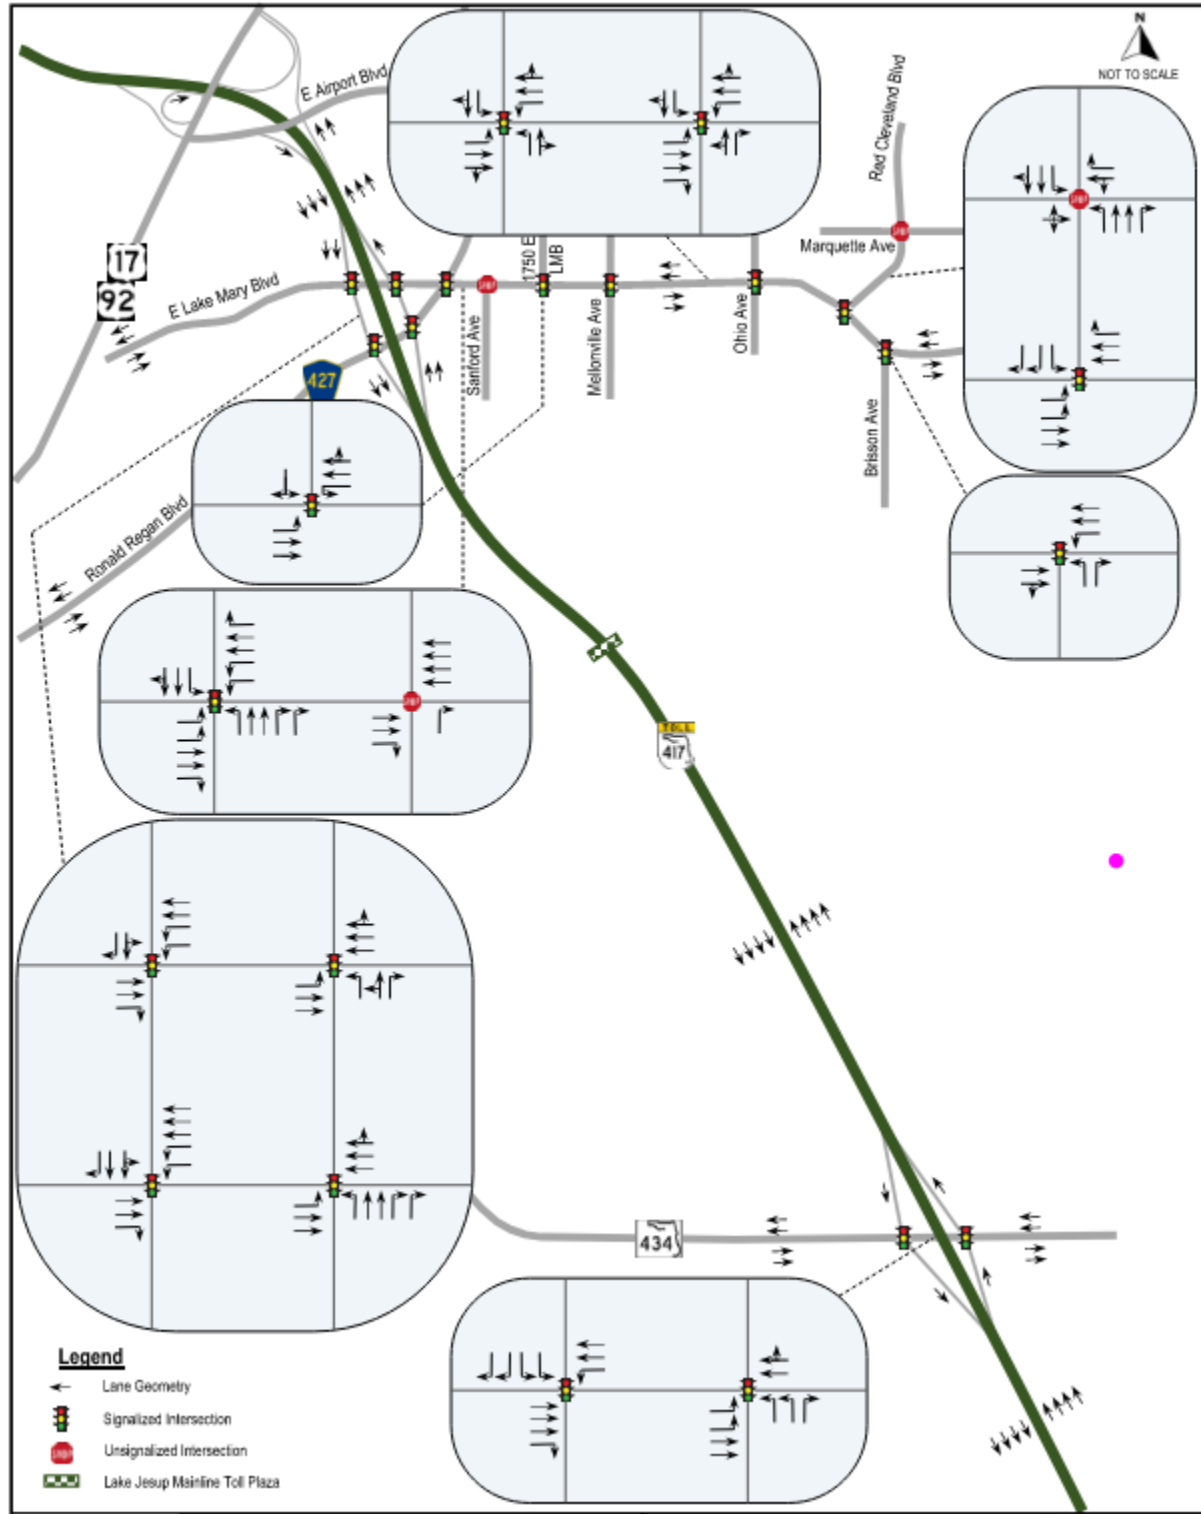 N
NOT TO SCALE
E Airport Blvd
Red Cleveland Blvd
17
92
E Lake Mary Blvd
1750 E
LMB
Marquette Ave
427
Sanford Ave
Mellonville Ave
Ohio Ave
Brisson Ave
Ronald Regan Blvd
TOLL
417
434
Legend
Lane Geometry
Signalized Intersection
Unsignalized Intersection
Lake Jesup Mainline Toll Plaza